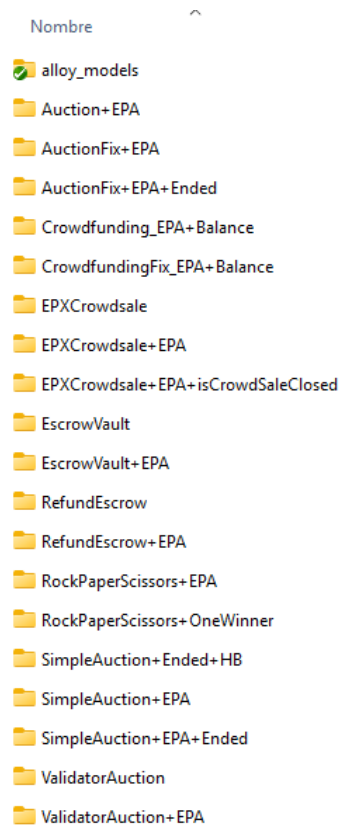 Nombre
alloy_models
Auction+EPA
AuctionFix+EPA
AuctionFix+EPA+Ended
Crowdfunding_EPA+Balance
CrowdfundingFix_EPA+Balance
EPXCrowdsale
EPXCrowdsale+EPA
EPXCrowdsale+EPA+isCrowdSaleClosed
EscrowVault
EscrowVault+EPA
RefundEscrow
RefundEscrow+EPA
RockPaperScissors+EPA
RockPaperScissors+OneWinner
SimpleAuction+Ended+HB
SimpleAuction+EPA
SimpleAuction+EPA+Ended
ValidatorAuction
ValidatorAuction+EPA